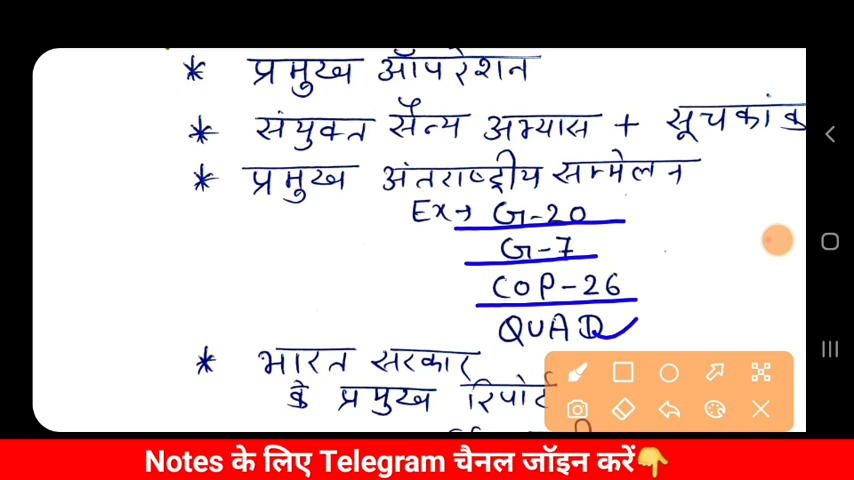 * प्रमुख ऑपरेशन
* संयुक्त सैन्य अभ्यास + सूचकांक
* प्रमुख अंतराष्ट्रीय सम्मेलन
Ex → G-20
G-7
COP-26
QUAD
* भारत सरकार
के प्रमुख रिपोर्ट
Notes के लिए Telegram चैनल जॉइन करें👇